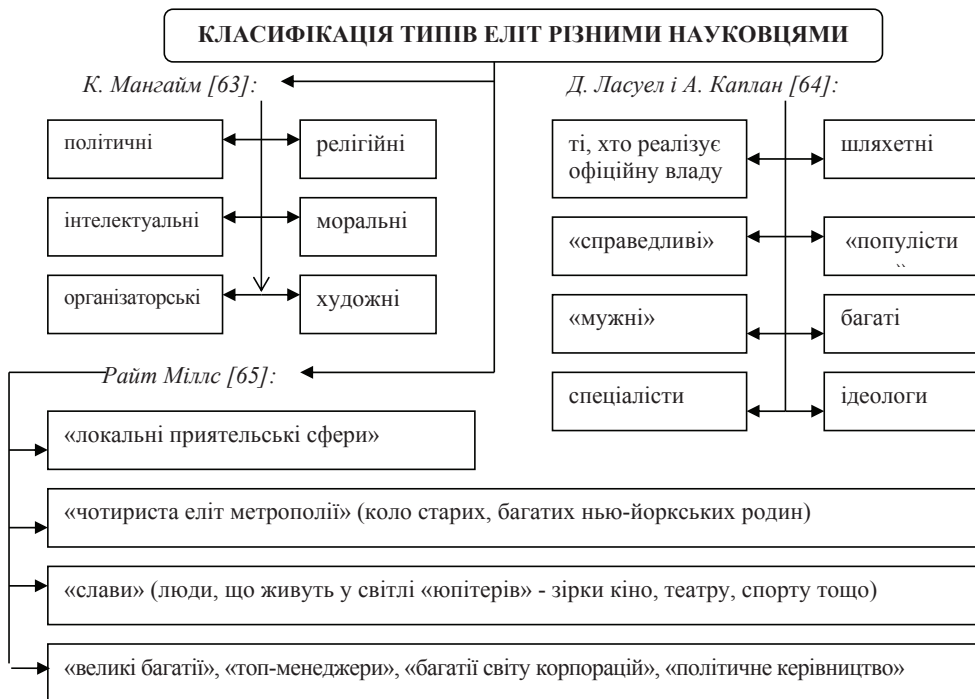 КЛАСИФІКАЦІЯ ТИПІВ ЕЛІТ РІЗНИМИ НАУКОВЦЯМИ
К. Мангайм [63]:
політичні
релігійні
інтелектуальні
моральні
організаторські
художні
Д. Ласуел і А. Каплан [64]:
ті, хто реалізує
офіційну владу
шляхетні
«справедливі»
«популісти
«мужні»
багаті
спеціалісти
ідеологи
Райт Міллс [65]:
«локальні приятельські сфери»
«чотириста еліт метрополії» (коло старих, багатих нью-йоркських родин)
«слави» (люди, що живуть у світлі «юпітерів» - зірки кіно, театру, спорту тощо)
«великі багатії», «топ-менеджери», «багатії світу корпорацій», «політичне керівництво»